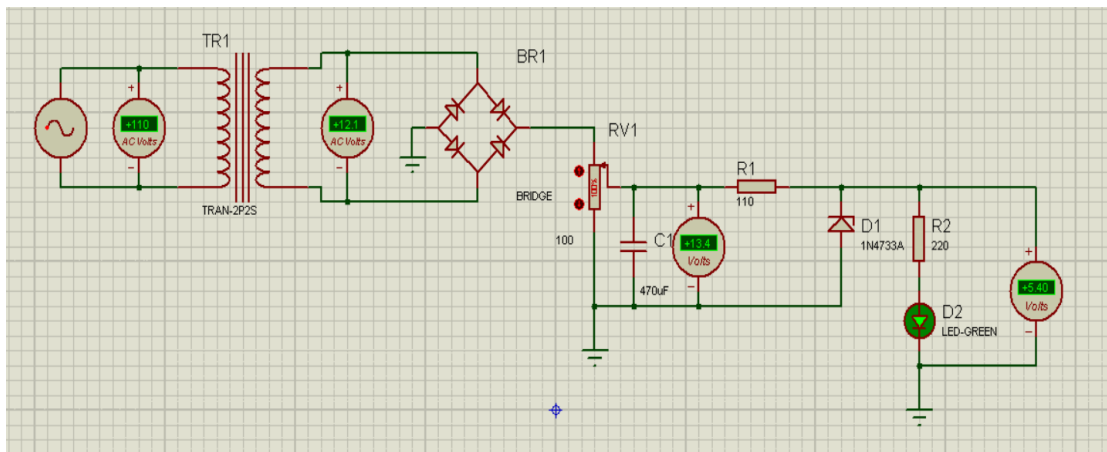 TR1
BR1
+110
AC Volts
+12.1
AC Volts
TRAN-2P2S
RV1
BRIDGE
100%
100
C1
470uF
+13.4
Volts
R1
110
D1
1N4733A
R2
220
D2
LED-GREEN
+5.40
Volts